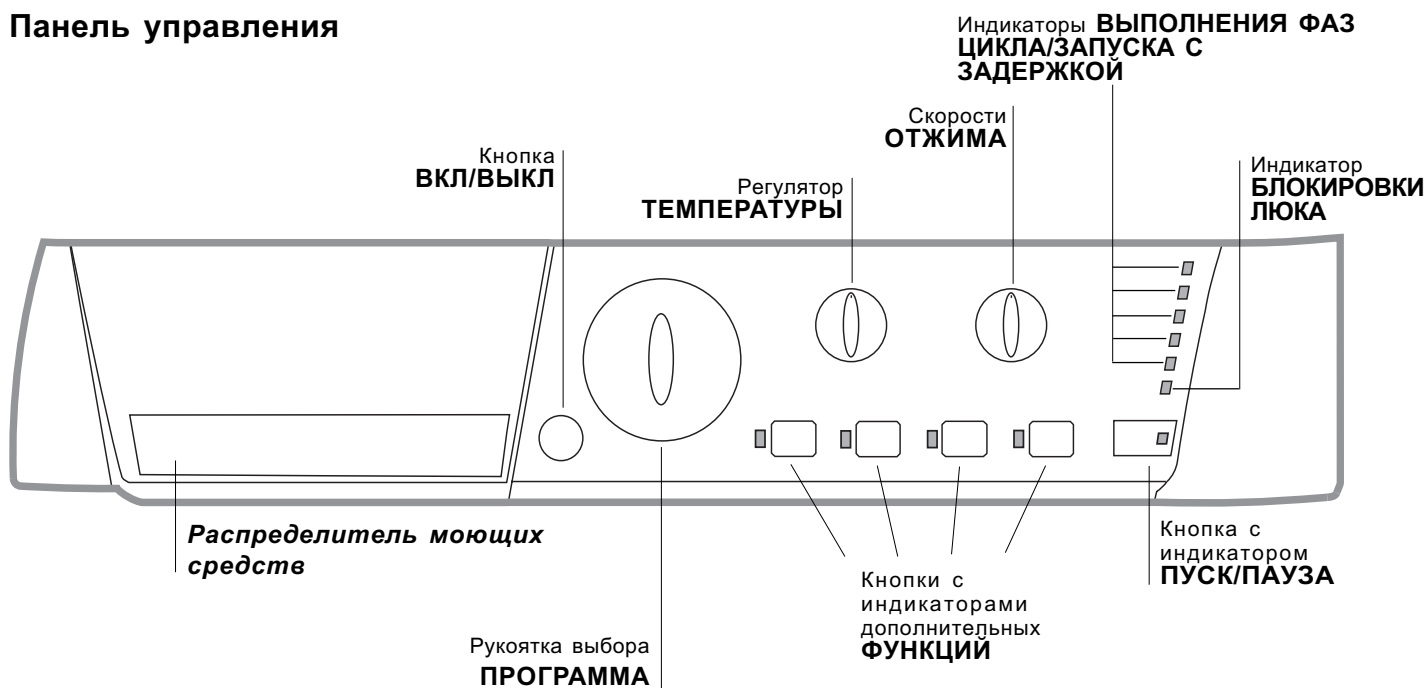 Панель управления
Индикаторы ВЫПОЛНЕНИЯ ФАЗ
ЦИКЛА/ЗАПУСКА С
ЗАДЕРЖКОЙ
Скорости
ОТЖИМА
Кнопка
ВКЛ/ВЫКЛ
Регулятор
ТЕМПЕРАТУРЫ
Индикатор
БЛОКИРОВКИ
ЛЮКА
Распределитель моющих
средств
Кнопка с
индикатором
ПУСК/ПАУЗА
Кнопки с
индикаторами
дополнительных
ФУНКЦИЙ
Рукоятка выбора
ПРОГРАММА